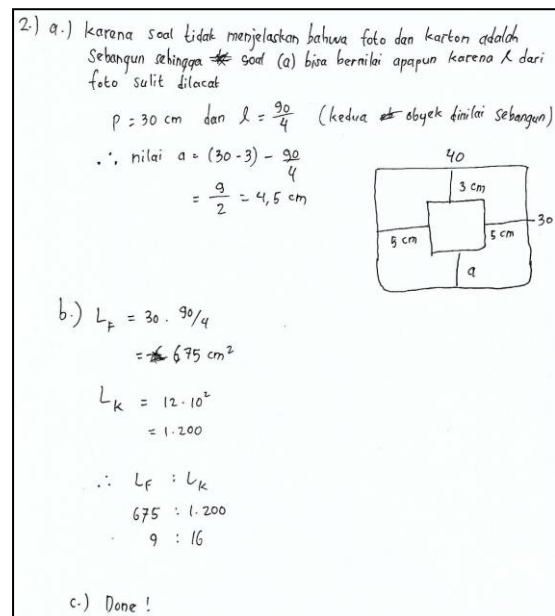 2.) a.) Karena soal tidak menjelaskan bahwa foto dan karton adalah
Sebangun sehingga soal (a) bisa bernilai apapun karena l dari
foto sulit dilacat
P = 30 cm dan l = 90/4 (kedua obyek dinilai sebangun)
∴ nilai a = (30 - 3) - 90/4
= 9/2 = 4,5 cm
40
3 cm
30
5 cm
5 cm
a
b.) L_F = 30 . 90/4
= 675 cm²
L_K = 12 . 10²
= 1.200
∴ L_F : L_K
675 : 1.200
9 : 16
c.) Done !